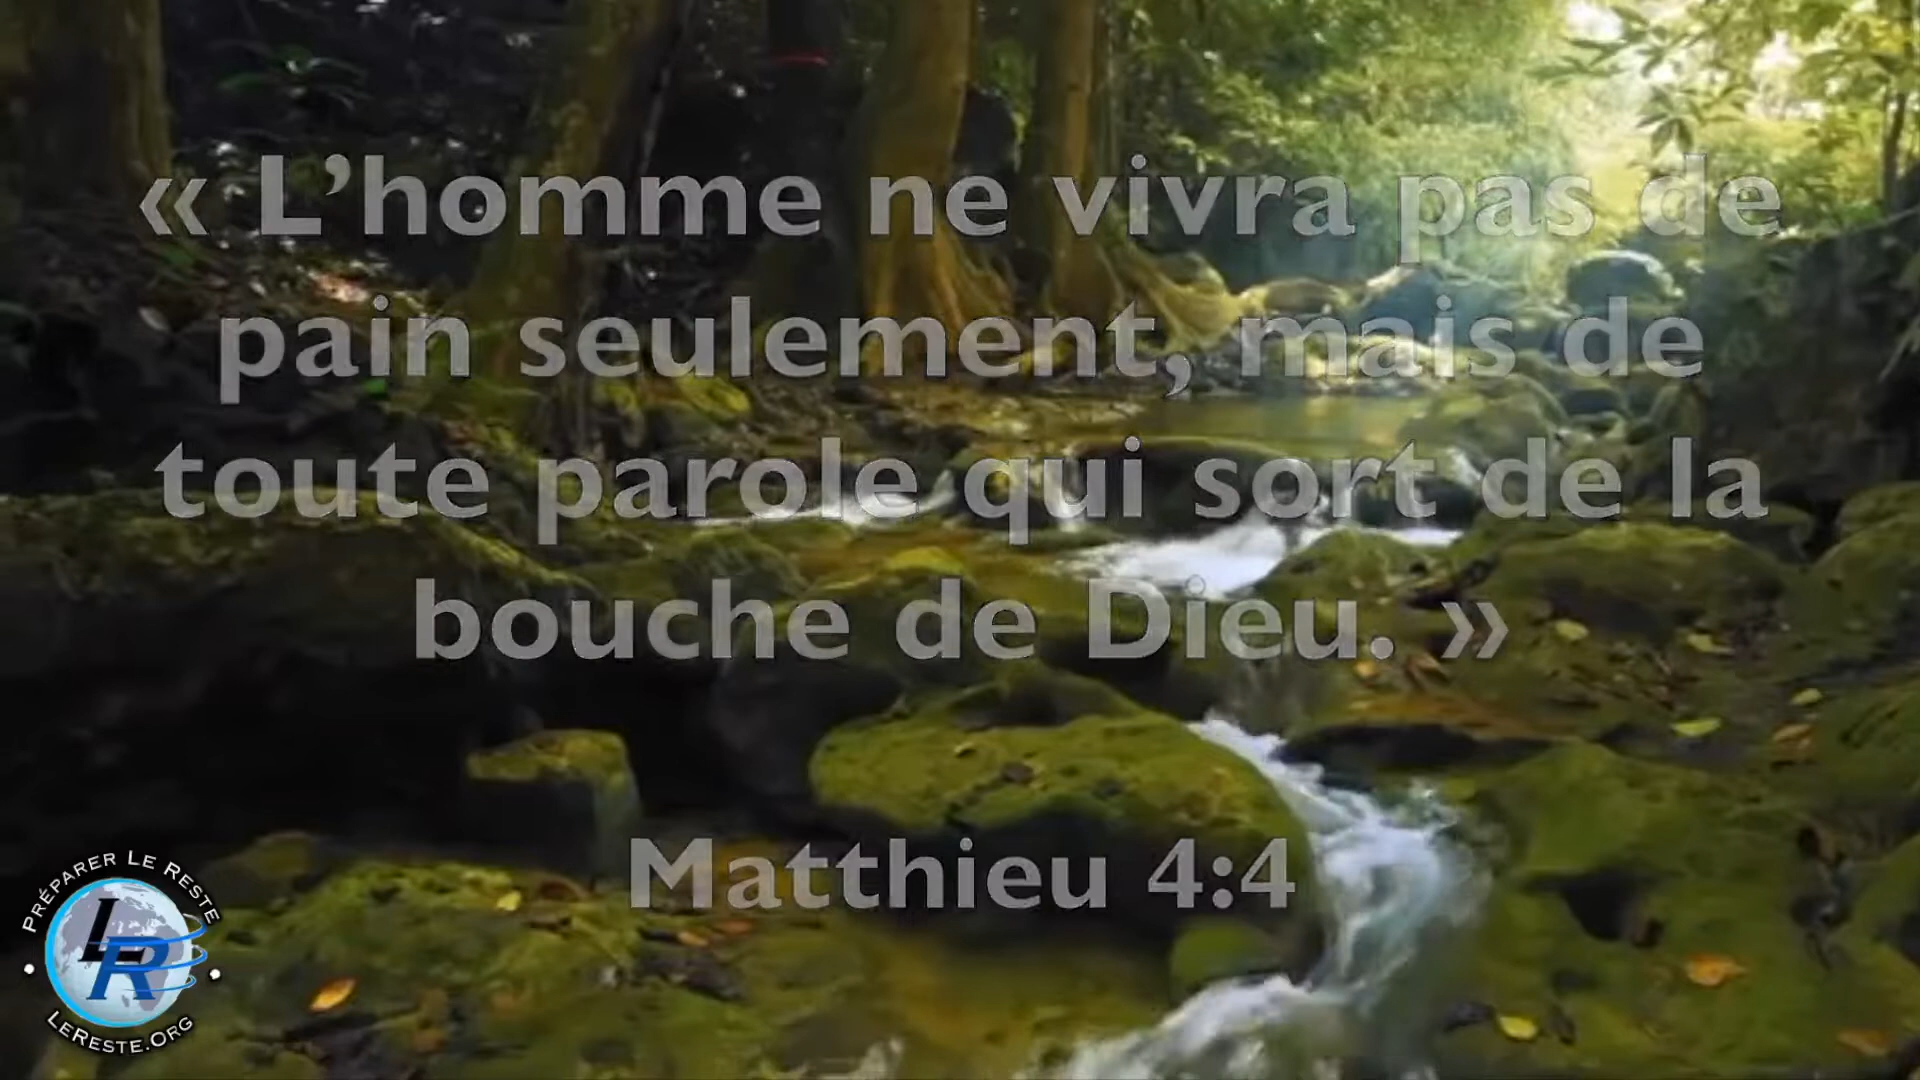 « L’homme ne vivra pas de
pain seulement, mais de
toute parole qui sort de la
bouche de Dieu. »
Matthieu 4:4
PRÉPARER LE RESTE
LR
LERESTE.ORG